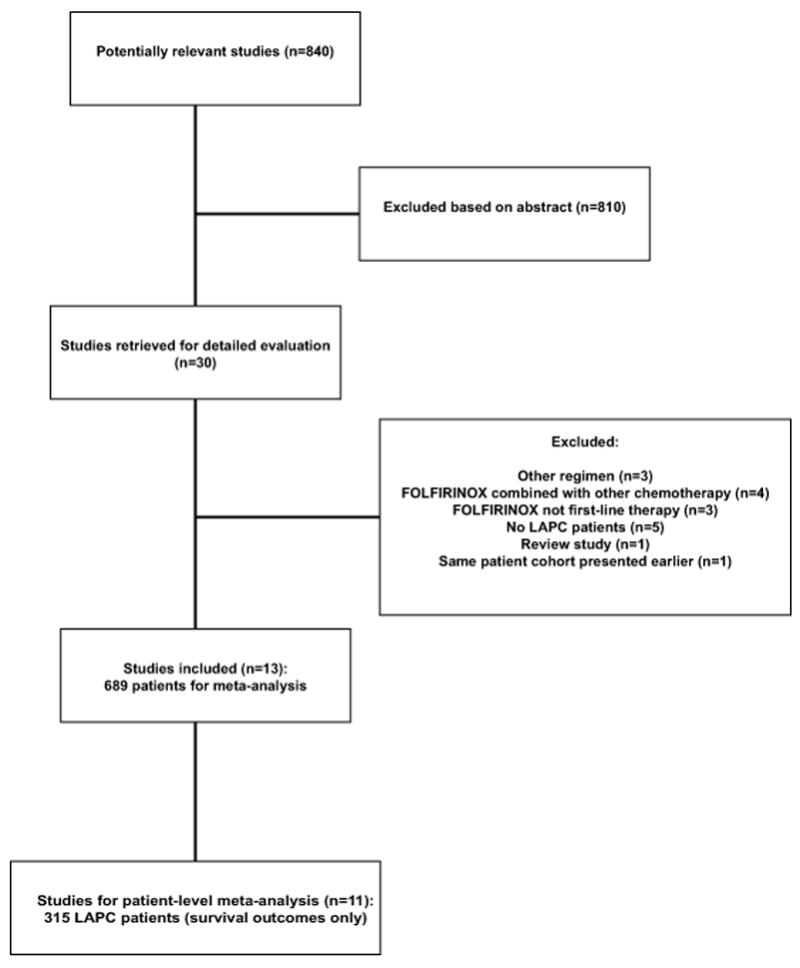 Potentially relevant studies (n=840)
Excluded based on abstract (n=810)
Studies retrieved for detailed evaluation
(n=30)
Excluded:
Other regimen (n=3)
FOLFIRINOX combined with other chemotherapy (n=4)
FOLFIRINOX not first-line therapy (n=3)
No LAPC patients (n=5)
Review study (n=1)
Same patient cohort presented earlier (n=1)
Studies included (n=13):
689 patients for meta-analysis
Studies for patient-level meta-analysis (n=11):
315 LAPC patients (survival outcomes only)